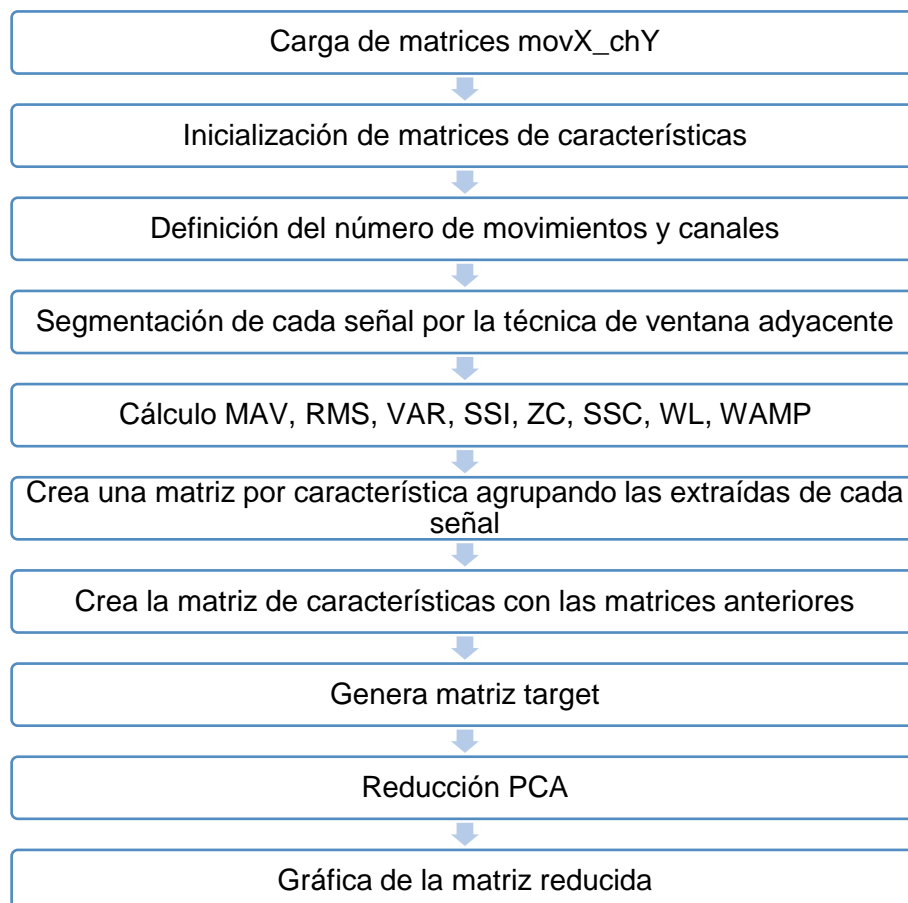 Carga de matrices movX_chY
Inicialización de matrices de características
Definición del número de movimientos y canales
Segmentación de cada señal por la técnica de ventana adyacente
Cálculo MAV, RMS, VAR, SSI, ZC, SSC, WL, WAMP
Crea una matriz por característica agrupando las extraídas de cada
señal
Crea la matriz de características con las matrices anteriores
Genera matriz target
Reducción PCA
Gráfica de la matriz reducida